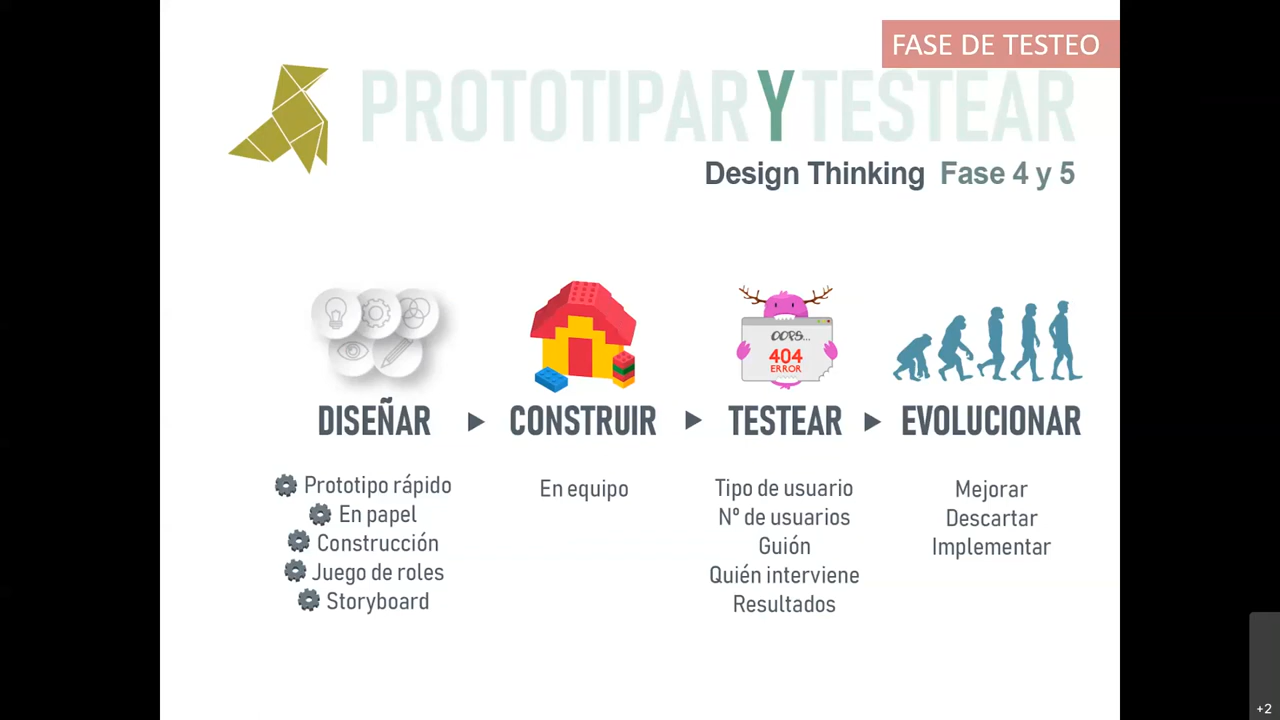 FASE DE TESTEO
PROTOTIPAR Y TESTEAR
Design Thinking Fase 4 y 5
OOPS...
404
ERROR
DISEÑAR
CONSTRUIR
TESTEAR
EVOLUCIONAR
Prototipo rápido
En papel
Construcción
Juego de roles
Storyboard
En equipo
Tipo de usuario
Nº de usuarios
Guión
Quién interviene
Resultados
Mejorar
Descartar
Implementar
+2